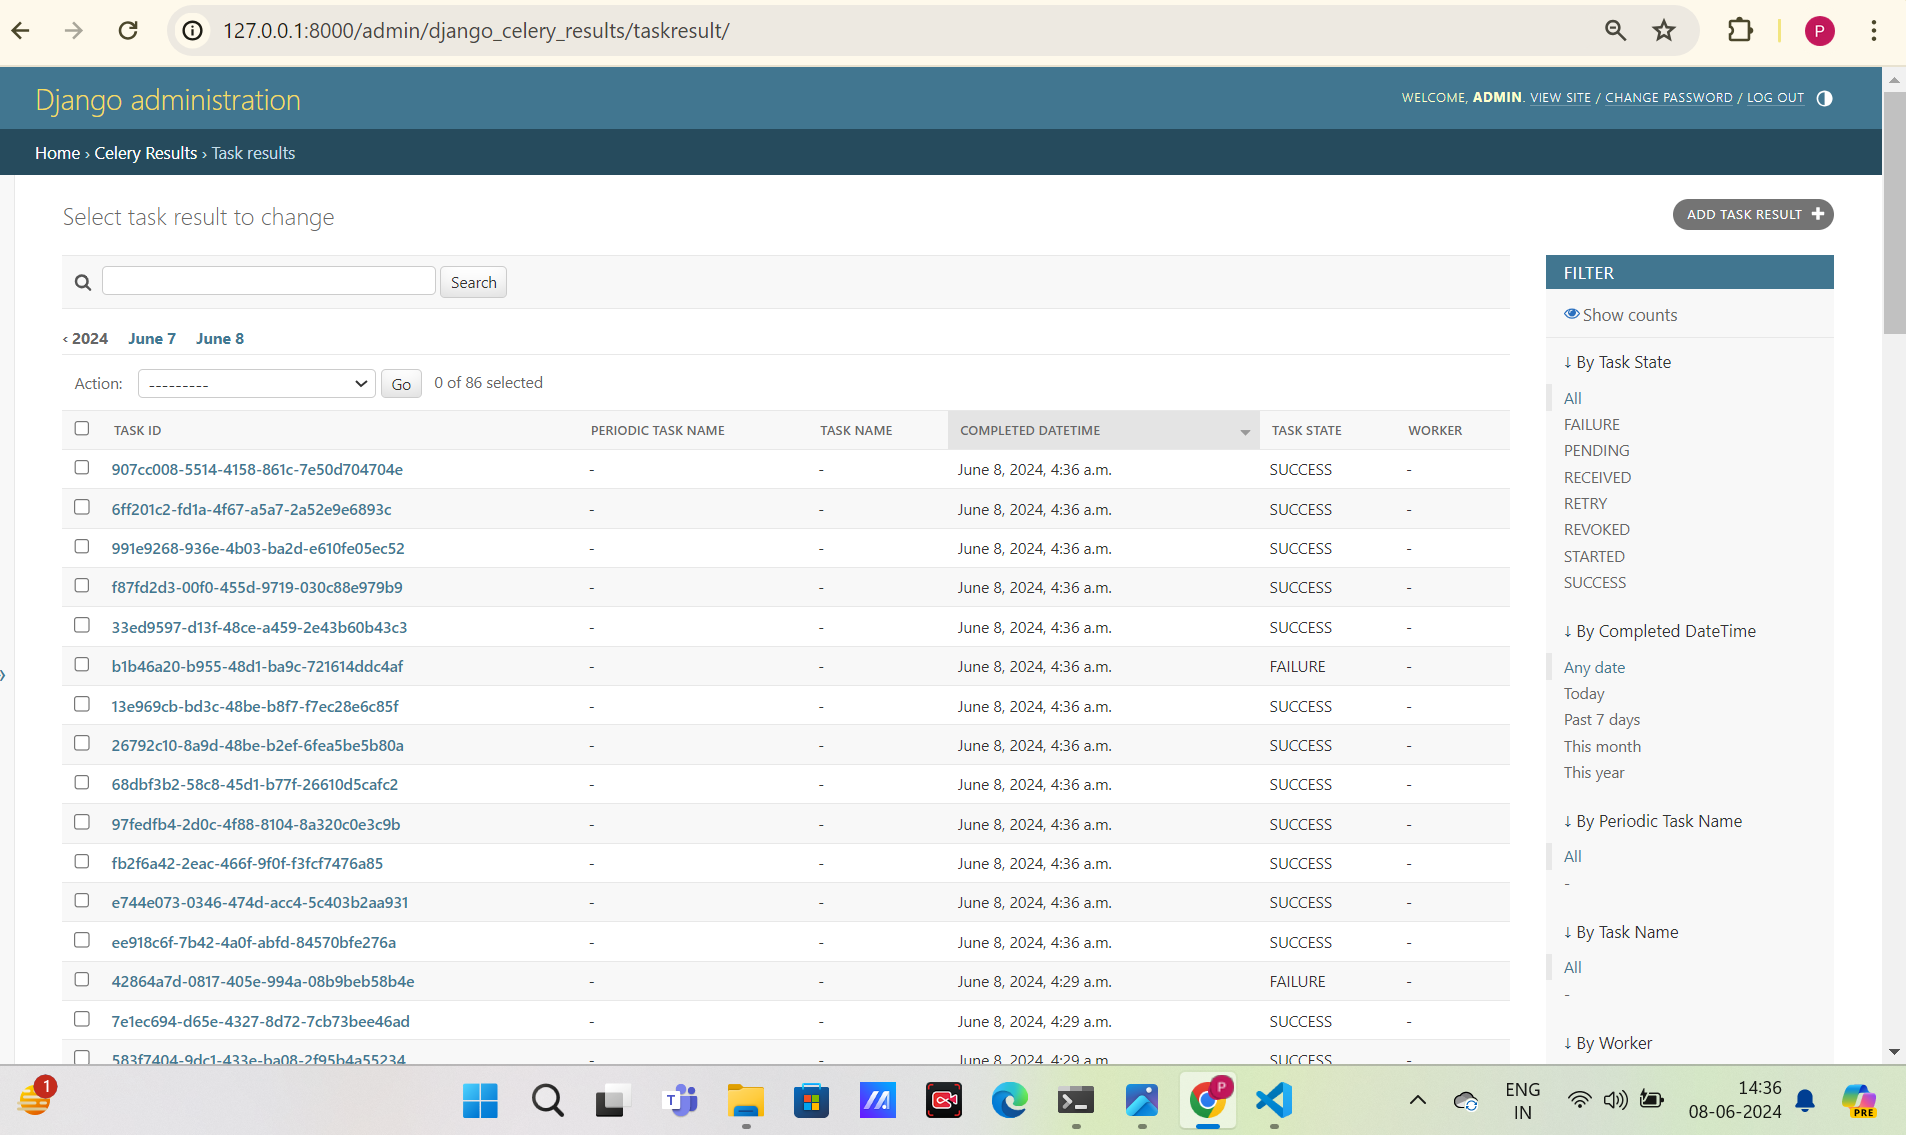 127.0.0.1:8000/admin/django_celery_results/taskresult/
P
Django administration
WELCOME, ADMIN. VIEW SITE / CHANGE PASSWORD / LOG OUT
Home › Celery Results › Task results
Select task result to change
ADD TASK RESULT +
Search
‹ 2024 June 7 June 8
Action: --------- Go 0 of 86 selected
TASK ID PERIODIC TASK NAME TASK NAME COMPLETED DATETIME TASK STATE WORKER
907cc008-5514-4158-861c-7e50d704704e - - June 8, 2024, 4:36 a.m. SUCCESS -
6ff201c2-fd1a-4f67-a5a7-2a52e9e6893c - - June 8, 2024, 4:36 a.m. SUCCESS -
991e9268-936e-4b03-ba2d-e610fe05ec52 - - June 8, 2024, 4:36 a.m. SUCCESS -
f87fd2d3-00f0-455d-9719-030c88e979b9 - - June 8, 2024, 4:36 a.m. SUCCESS -
33ed9597-d13f-48ce-a459-2e43b60b43c3 - - June 8, 2024, 4:36 a.m. SUCCESS -
b1b46a20-b955-48d1-ba9c-721614ddc4af - - June 8, 2024, 4:36 a.m. FAILURE -
13e969cb-bd3c-48be-b8f7-f7ec28e6c85f - - June 8, 2024, 4:36 a.m. SUCCESS -
26792c10-8a9d-48be-b2ef-6fea5be5b80a - - June 8, 2024, 4:36 a.m. SUCCESS -
68dbf3b2-58c8-45d1-b77f-26610d5cafc2 - - June 8, 2024, 4:36 a.m. SUCCESS -
97fedfb4-2d0c-4f88-8104-8a320c0e3c9b - - June 8, 2024, 4:36 a.m. SUCCESS -
fb2f6a42-2eac-466f-9f0f-f3fcf7476a85 - - June 8, 2024, 4:36 a.m. SUCCESS -
e744e073-0346-474d-acc4-5c403b2aa931 - - June 8, 2024, 4:36 a.m. SUCCESS -
ee918c6f-7b42-4a0f-abfd-84570bfe276a - - June 8, 2024, 4:36 a.m. SUCCESS -
42864a7d-0817-405e-994a-08b9beb58b4e - - June 8, 2024, 4:29 a.m. FAILURE -
7e1ec694-d65e-4327-8d72-7cb73bee46ad - - June 8, 2024, 4:29 a.m. SUCCESS -
583f7404-9dc1-433e-ba08-2f95b4a55234 - - June 8, 2024, 4:29 a.m. SUCCESS -
FILTER
Show counts
↓ By Task State
All
FAILURE
PENDING
RECEIVED
RETRY
REVOKED
STARTED
SUCCESS
↓ By Completed DateTime
Any date
Today
Past 7 days
This month
This year
↓ By Periodic Task Name
All
-
↓ By Task Name
All
-
↓ By Worker
1
T
P
ENG
IN
14:36
08-06-2024
PRE